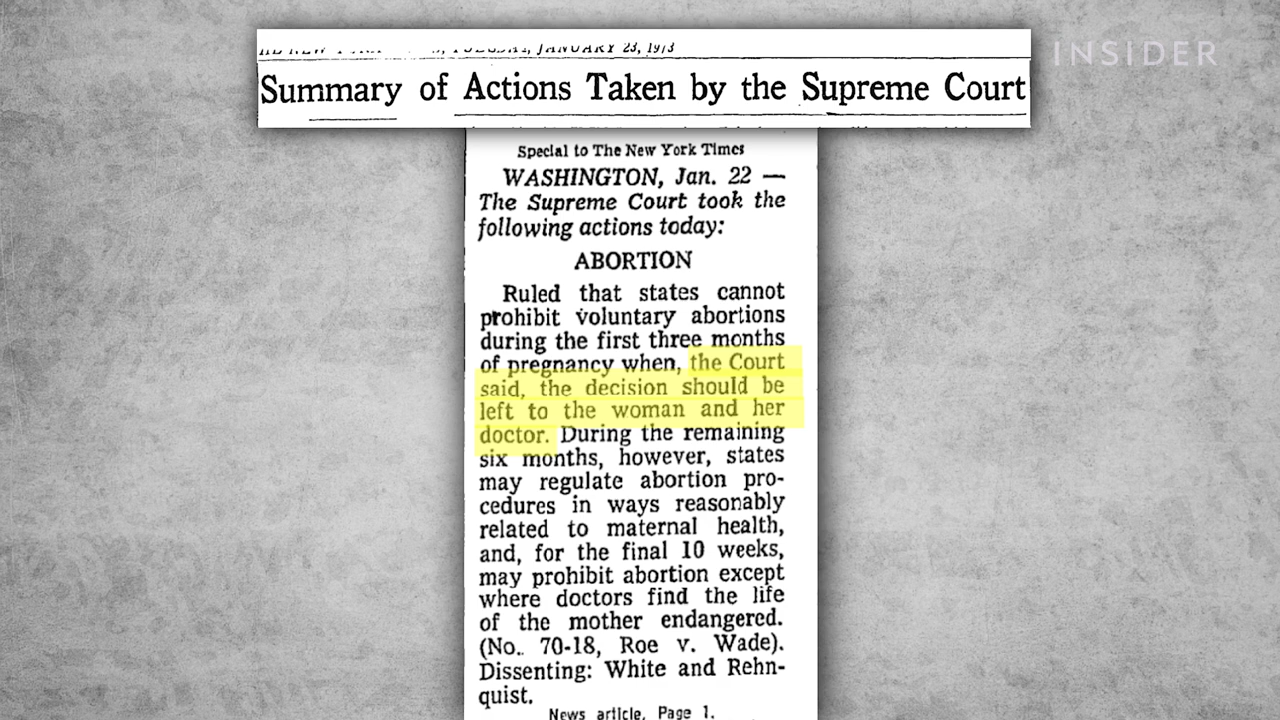 TUESDAY, JANUARY 23, 1973
INSIDER
Summary of Actions Taken by the Supreme Court
Special to The New York Times
WASHINGTON, Jan. 22 —
The Supreme Court took the
following actions today:
ABORTION
Ruled that states cannot
prohibit voluntary abortions
during the first three months
of pregnancy when, the Court
said, the decision should be
left to the woman and her
doctor. During the remaining
six months, however, states
may regulate abortion pro-
cedures in ways reasonably
related to maternal health,
and, for the final 10 weeks,
may prohibit abortion except
where doctors find the life
of the mother endangered.
(No. 70-18, Roe v. Wade).
Dissenting: White and Rehn-
quist.
News article, Page 1.